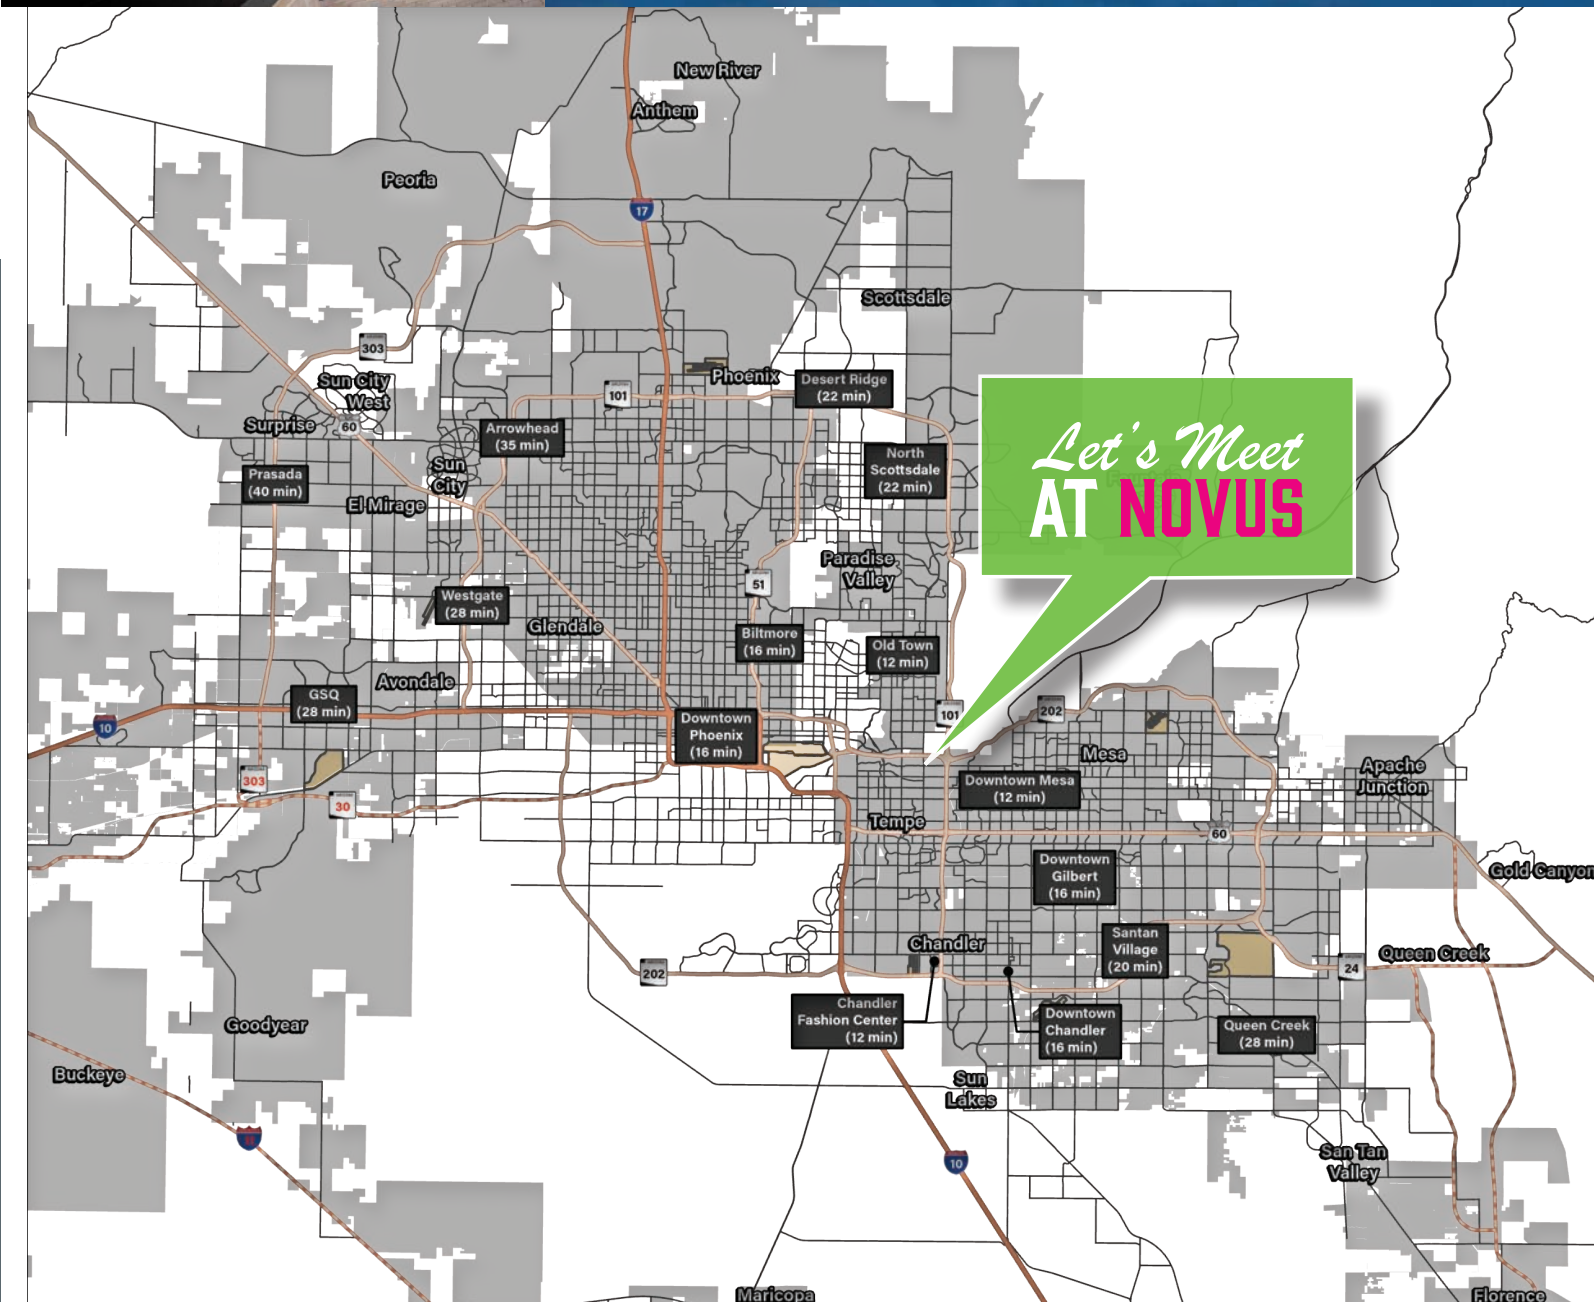 New River
Anthem
Peoria
17
Scottsdale
303
Sun City
West
Phoenix
Desert Ridge
(22 min)
101
Surprise
60
Arrowhead
(35 min)
Let's Meet
AT NOVUS
North
Scottsdale
(22 min)
Sun
City
Prasada
(40 min)
El Mirage
Paradise
Valley
51
Westgate
(28 min)
Glendale
Biltmore
(16 min)
Old Town
(12 min)
Avondale
GSQ
(28 min)
10
Downtown
Phoenix
(16 min)
101
202
Mesa
Apache
Junction
303
30
Downtown Mesa
(12 min)
Tempe
60
Downtown
Gilbert
(16 min)
Gold Canyon
Chandler
Santan
Village
(20 min)
202
24
Queen Creek
Chandler
Fashion Center
(12 min)
Downtown
Chandler
(16 min)
Queen Creek
(28 min)
Goodyear
Buckeye
Sun
Lakes
10
San Tan
Valley
Maricopa
Florence